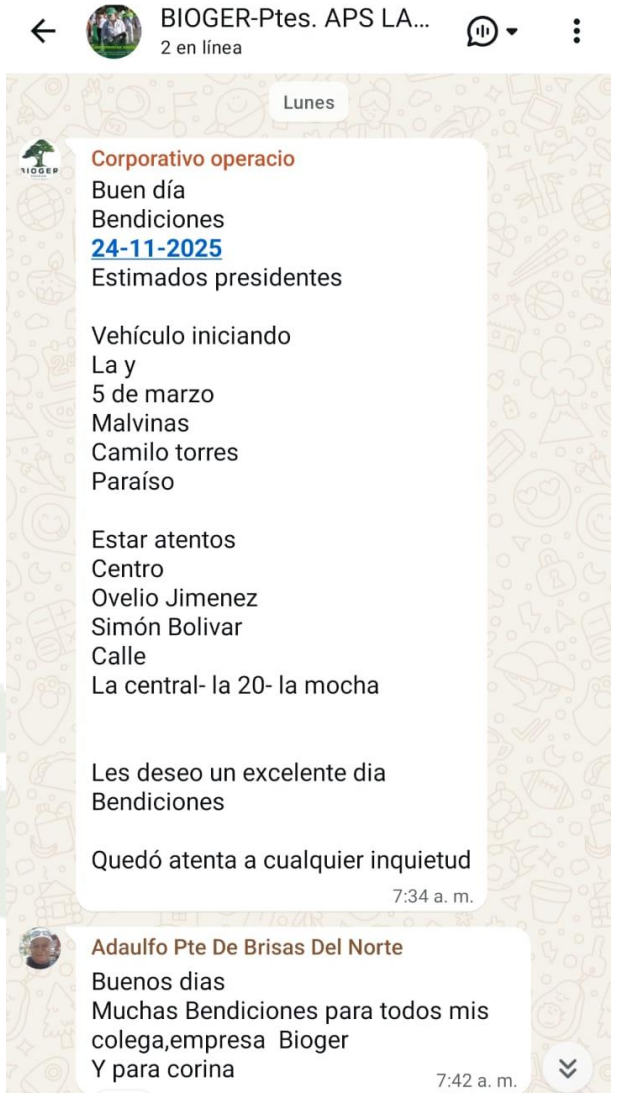 BIOGER-Ptes. APS LA...
2 en línea
Lunes
BIOGER
Corporativo operacio
Buen día
Bendiciones
24-11-2025
Estimados presidentes
Vehículo iniciando
La y
5 de marzo
Malvinas
Camilo torres
Paraíso
Estar atentos
Centro
Ovelio Jimenez
Simón Bolivar
Calle
La central- la 20- la mocha
Les deseo un excelente dia
Bendiciones
Quedó atenta a cualquier inquietud
7:34 a. m.
Adaulfo Pte De Brisas Del Norte
Buenos dias
Muchas Bendiciones para todos mis
colega,empresa Bioger
Y para corina
7:42 a. m.